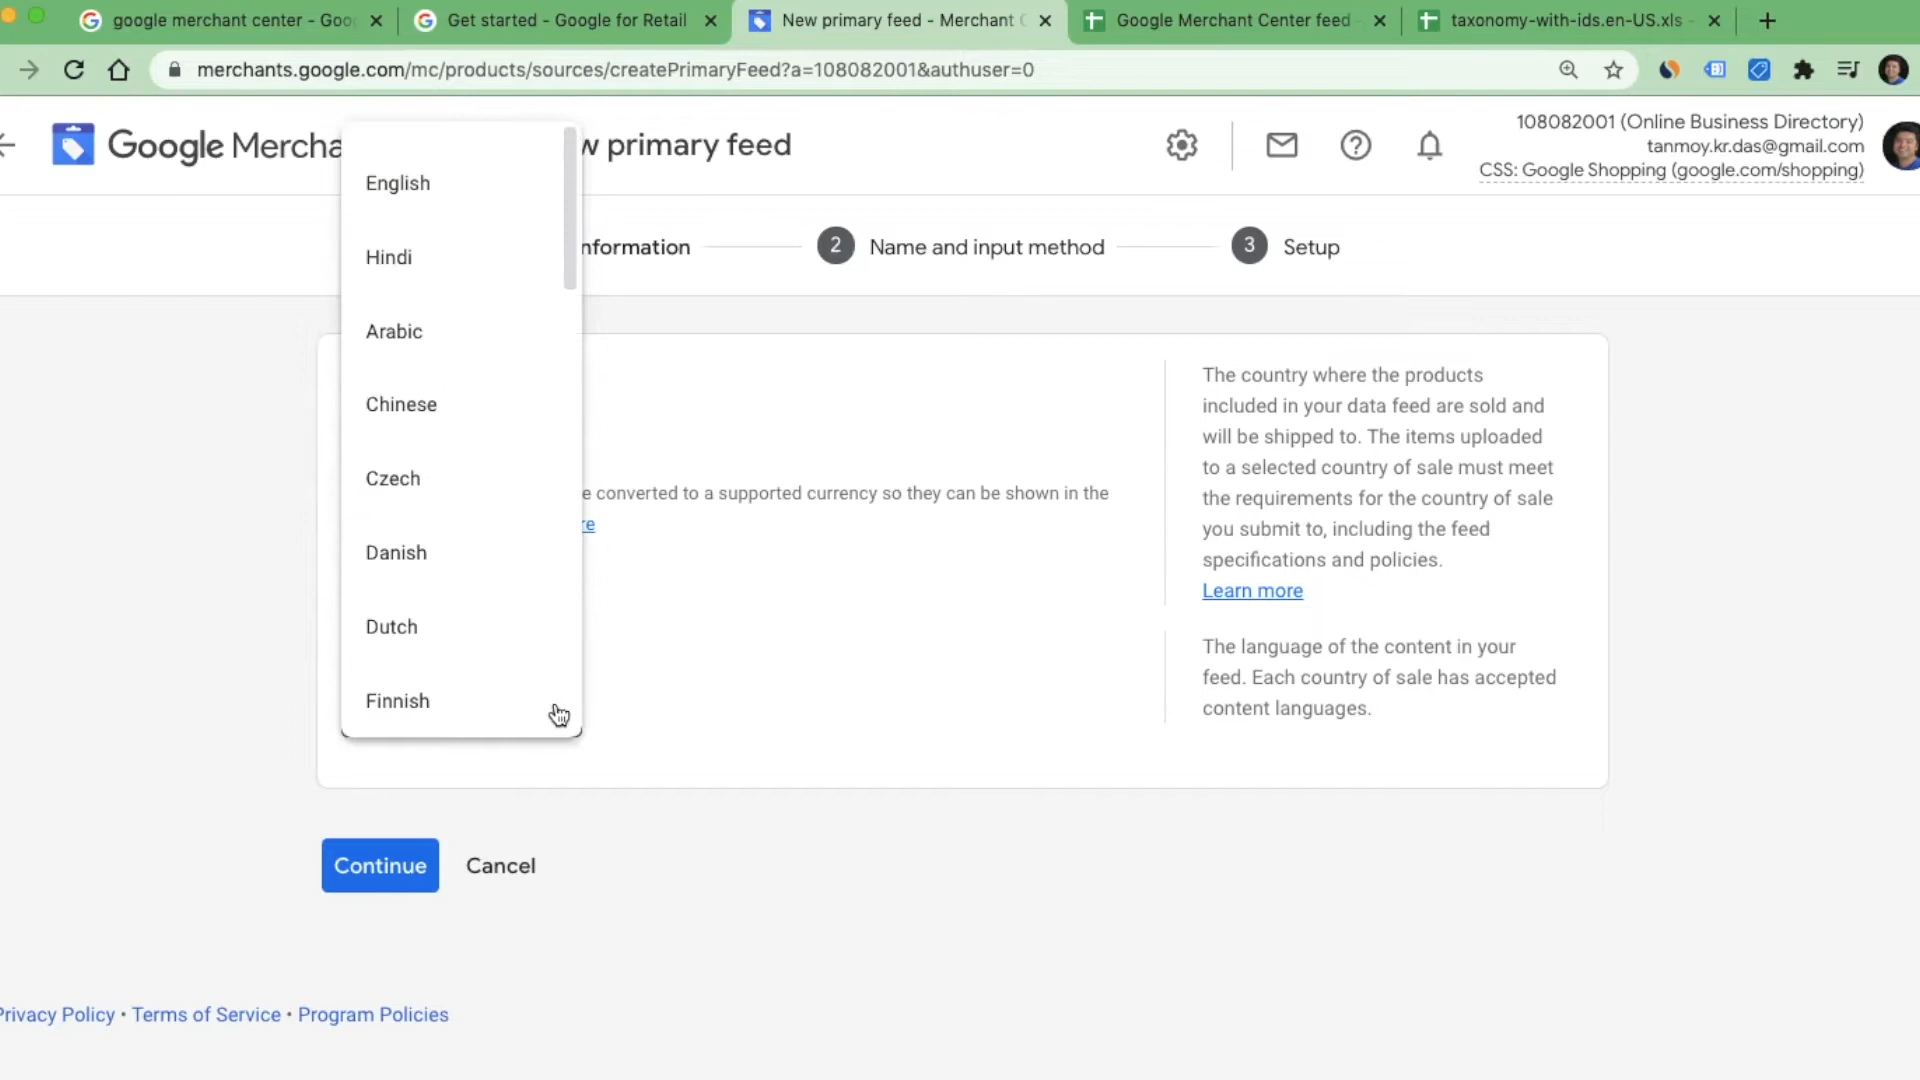 google merchant center - Goo
Get started - Google for Retail
New primary feed - Merchant C
Google Merchant Center feed
taxonomy-with-ids.en-US.xls -
merchants.google.com/mc/products/sources/createPrimaryFeed?a=108082001&authuser=0
Google Mercha
w primary feed
108082001 (Online Business Directory)
tanmoy.kr.das@gmail.com
CSS: Google Shopping (google.com/shopping)
nformation
2 Name and input method
3 Setup
English
Hindi
Arabic
Chinese
Czech
Danish
Dutch
Finnish
e converted to a supported currency so they can be shown in the
re
The country where the products
included in your data feed are sold and
will be shipped to. The items uploaded
to a selected country of sale must meet
the requirements for the country of sale
you submit to, including the feed
specifications and policies.
Learn more
The language of the content in your
feed. Each country of sale has accepted
content languages.
Continue
Cancel
Privacy Policy • Terms of Service • Program Policies